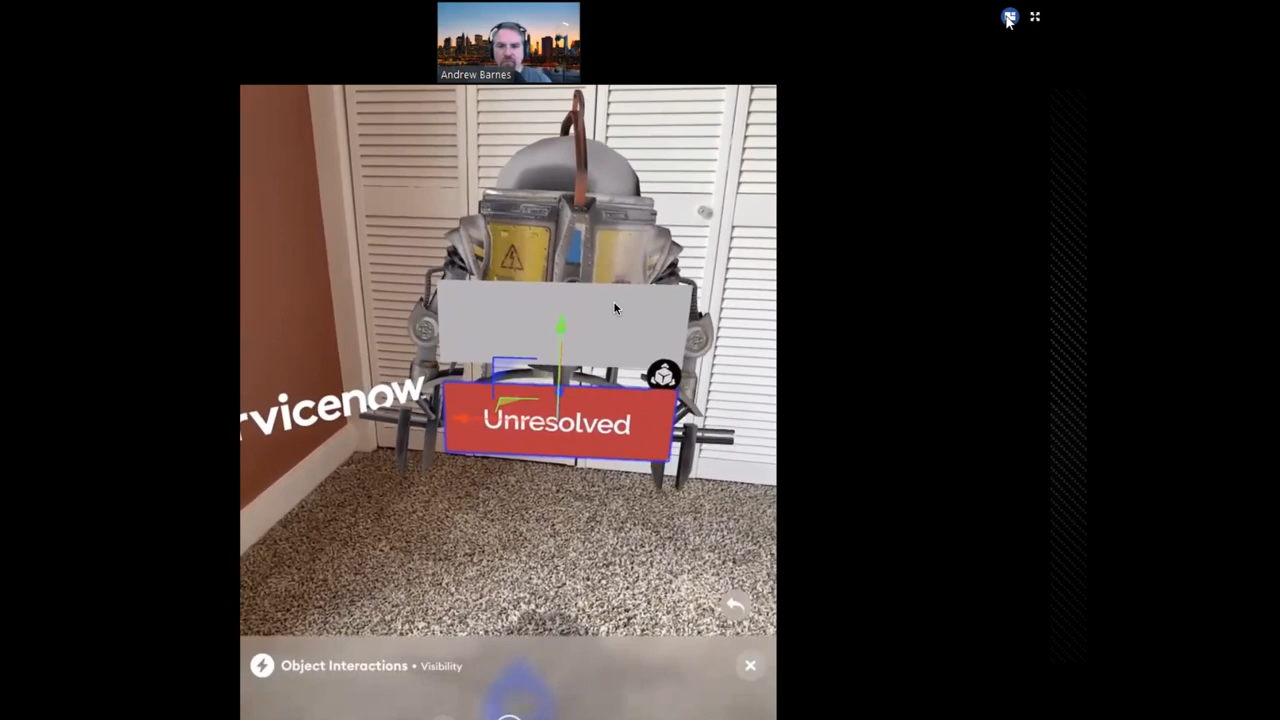 Andrew Barnes
rvicenow
Unresolved
Object Interactions • Visibility